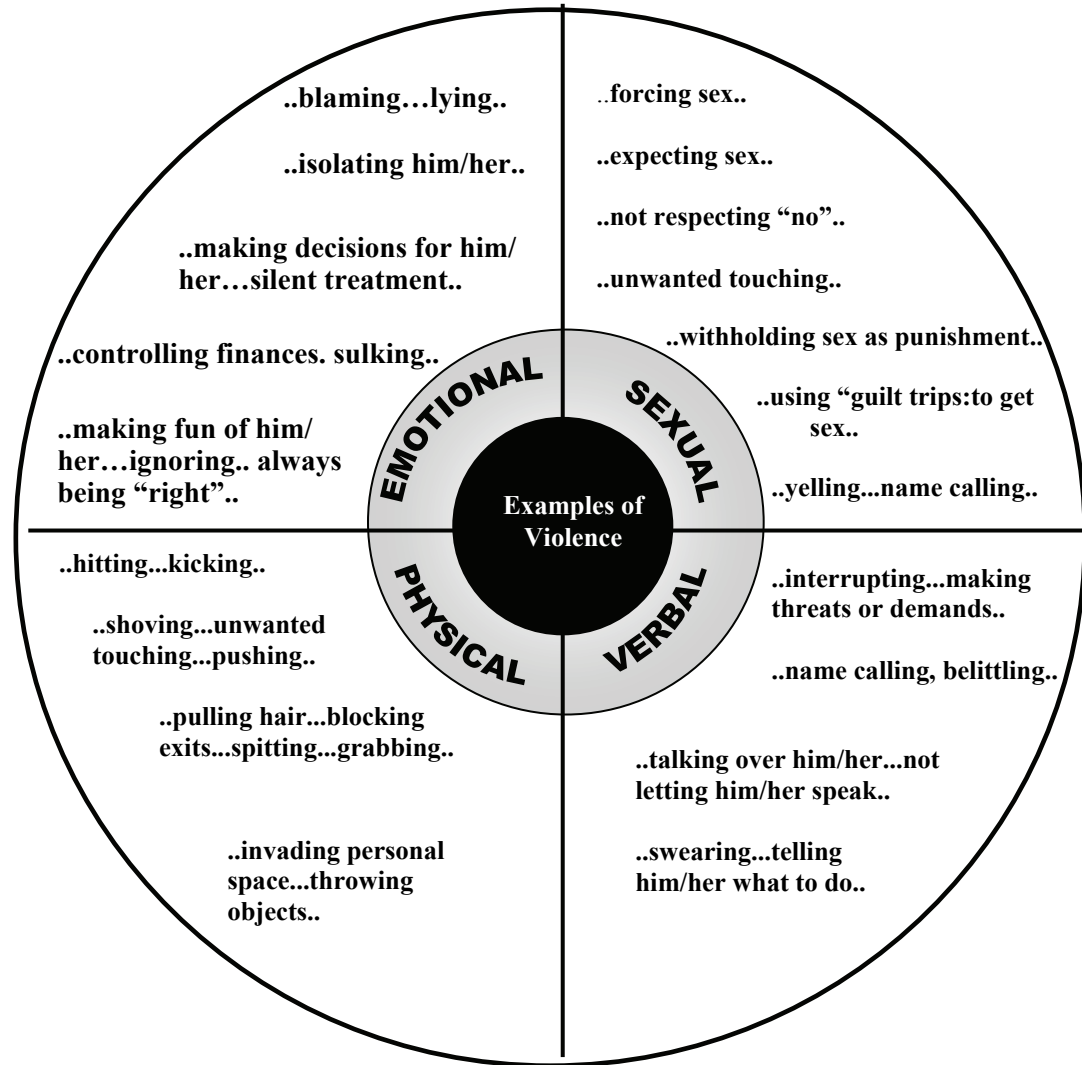 ..blaming…lying..
..isolating him/her..
..making decisions for him/
her…silent treatment..
..controlling finances. sulking..
..making fun of him/
her…ignoring.. always
being “right”..
EMOTIONAL
..forcing sex..
..expecting sex..
..not respecting “no”..
..unwanted touching..
..withholding sex as punishment..
..using “guilt trips:to get
sex..
..yelling...name calling..
SEXUAL
Examples of
Violence
..hitting...kicking..
..shoving...unwanted
touching...pushing..
..pulling hair...blocking
exits...spitting...grabbing..
..invading personal
space...throwing
objects..
PHYSICAL
..interrupting...making
threats or demands..
..name calling, belittling..
..talking over him/her...not
letting him/her speak..
..swearing...telling
him/her what to do..
VERBAL